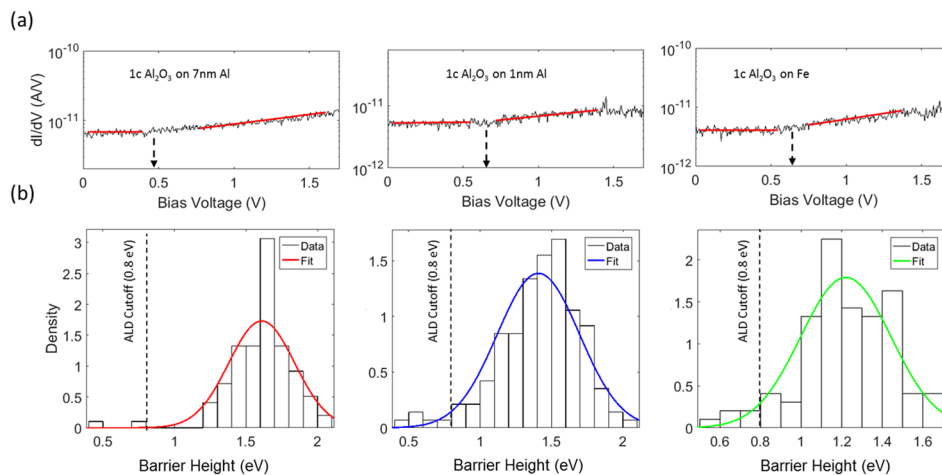 (a)
10⁻¹⁰
10⁻¹¹
dI/dV (A/V)
1c Al₂O₃ on 7nm Al
0 0.5 1 1.5
Bias Voltage (V)
10⁻¹¹
10⁻¹²
1c Al₂O₃ on 1nm Al
0 0.5 1 1.5
Bias Voltage (V)
10⁻¹⁰
10⁻¹¹
10⁻¹²
1c Al₂O₃ on Fe
0 0.5 1 1.5
Bias Voltage (V)
(b)
3
2.5
2
1.5
1
0.5
0
Density
ALD Cutoff (0.8 eV)
Data
Fit
0.5 1 1.5 2
Barrier Height (eV)
1.5
1
0.5
0
ALD Cutoff (0.8 eV)
Data
Fit
0.5 1 1.5 2
Barrier Height (eV)
2
1.5
1
0.5
0
ALD Cutoff (0.8 eV)
Data
Fit
0.6 0.8 1 1.2 1.4 1.6
Barrier Height (eV)